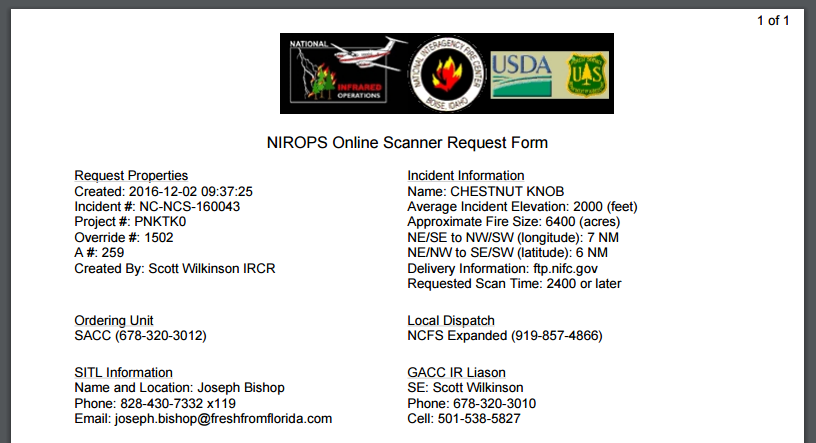 1 of 1
NATIONAL
INFRARED
OPERATIONS
NATIONAL INTERAGENCY FIRE CENTER
BOISE, IDAHO
USDA
FOREST SERVICE
U S
NIROPS Online Scanner Request Form
Request Properties
Created: 2016-12-02 09:37:25
Incident #: NC-NCS-160043
Project #: PNKTK0
Override #: 1502
A #: 259
Created By: Scott Wilkinson IRCR
Incident Information
Name: CHESTNUT KNOB
Average Incident Elevation: 2000 (feet)
Approximate Fire Size: 6400 (acres)
NE/SE to NW/SW (longitude): 7 NM
NE/NW to SE/SW (latitude): 6 NM
Delivery Information: ftp.nifc.gov
Requested Scan Time: 2400 or later
Ordering Unit
SACC (678-320-3012)
Local Dispatch
NCFS Expanded (919-857-4866)
SITL Information
Name and Location: Joseph Bishop
Phone: 828-430-7332 x119
Email: joseph.bishop@freshfromflorida.com
GACC IR Liason
SE: Scott Wilkinson
Phone: 678-320-3010
Cell: 501-538-5827